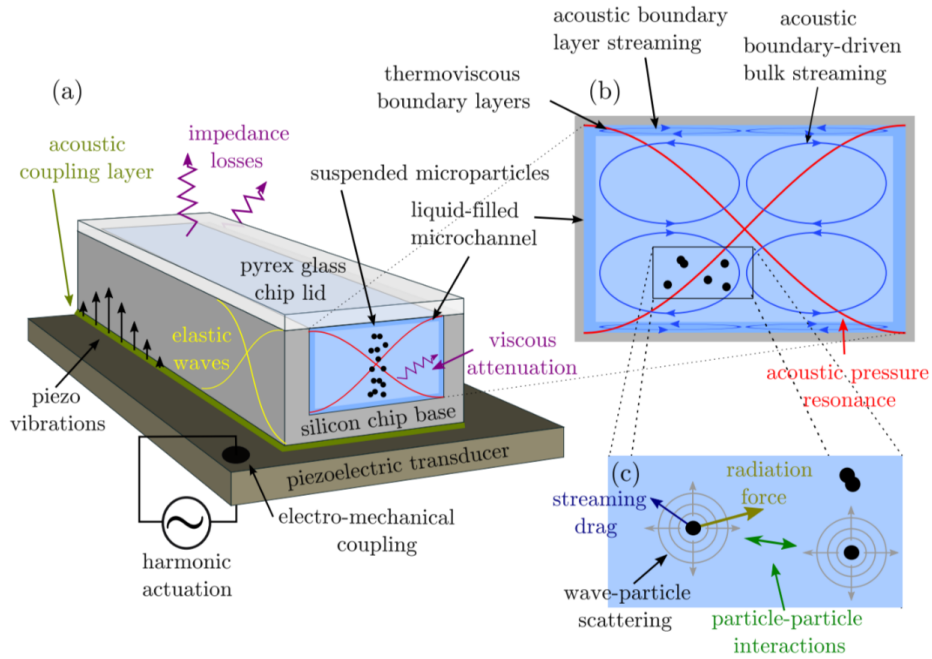 (a)
acoustic
coupling layer
impedance
losses
suspended microparticles
liquid-filled
microchannel
pyrex glass
chip lid
elastic
waves
viscous
attenuation
piezo
vibrations
silicon chip base
piezoelectric transducer
electro-mechanical
coupling
harmonic
actuation
acoustic boundary
layer streaming
acoustic
boundary-driven
bulk streaming
thermoviscous
boundary layers
(b)
acoustic pressure
resonance
(c)
radiation
force
streaming
drag
wave-particle
scattering
particle-particle
interactions